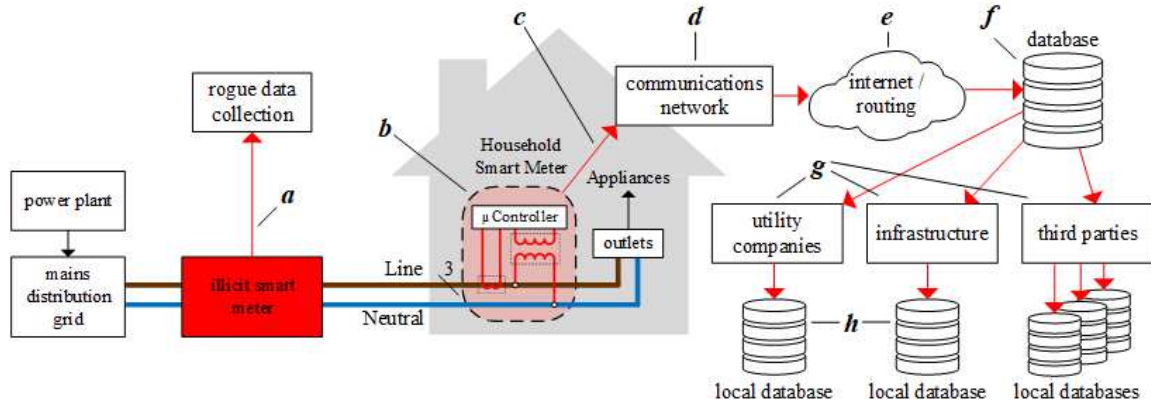 c
d
e
f
database
rogue data
collection
communications
network
internet /
routing
b
Household
Smart Meter
Appliances
g
power plant
a
μ Controller
outlets
utility
companies
infrastructure
third parties
mains
distribution
grid
illicit smart
meter
Line
3
Neutral
h
local database
local database
local databases